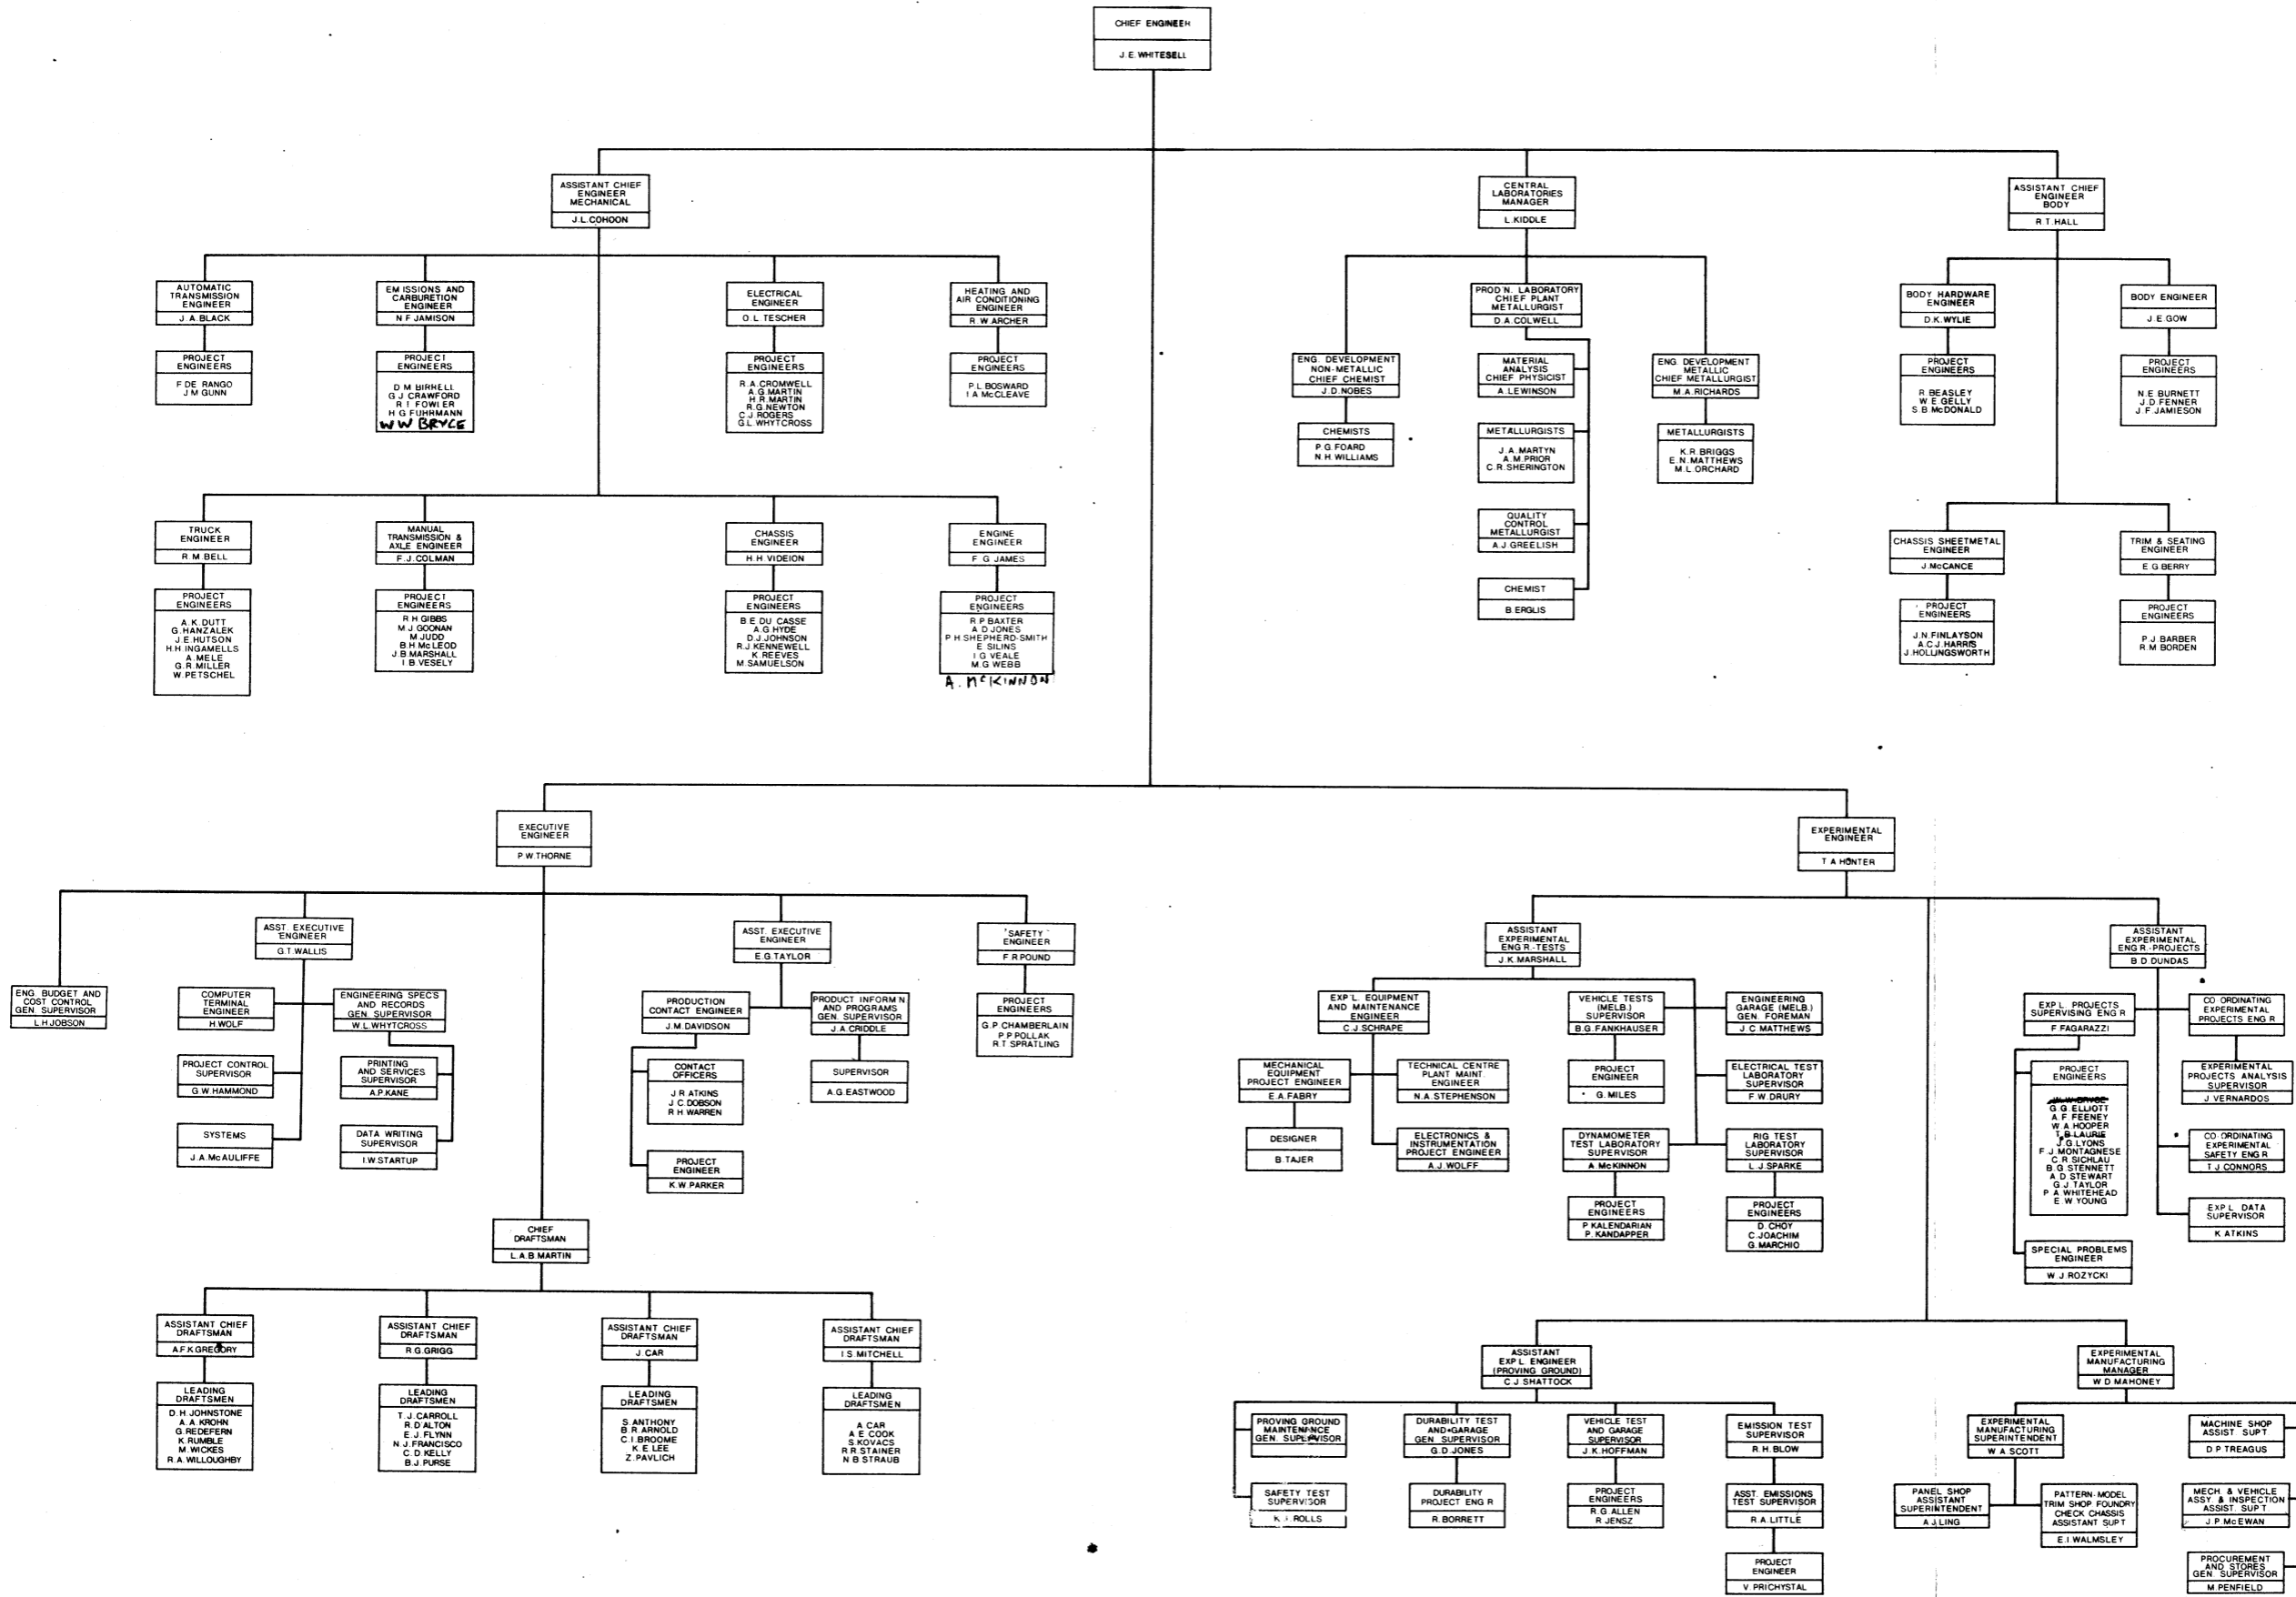 CHIEF ENGINEER
J.E.WHITESELL
ASSISTANT CHIEF
ENGINEER
MECHANICAL
J.L.COHOON
CENTRAL
LABORATORIES
MANAGER
L.KIDDLE
ASSISTANT CHIEF
ENGINEER
BODY
R.T.HALL
AUTOMATIC
TRANSMISSION
ENGINEER
J.A.BLACK
PROJECT
ENGINEERS
F DE RANGO
J M GUNN
EMISSIONS AND
CARBURETION
ENGINEER
N F JAMISON
PROJECT
ENGINEERS
D M BIRRELL
G J CRAWFORD
R I FOWLER
H G FUHRMANN
W W BRYCE
ELECTRICAL
ENGINEER
O.L.TESCHER
PROJECT
ENGINEERS
R.A.CROMWELL
A.G.MARTIN
H.R.MARTIN
R.G.NEWTON
C.J.ROGERS
G.L.WHYTCROSS
HEATING AND
AIR CONDITIONING
ENGINEER
R.W.ARCHER
PROJECT
ENGINEERS
P.L.BOSWARD
I A McCLEAVE
ENG. DEVELOPMENT
NON-METALLIC
CHIEF CHEMIST
J.D.NOBES
CHEMISTS
P.G.FOARD
N.H.WILLIAMS
PROD'N. LABORATORY
CHIEF PLANT
METALLURGIST
D.A.COLWELL
MATERIAL
ANALYSIS
CHIEF PHYSICIST
A.LEWINSON
METALLURGISTS
J.A.MARTYN
A.M.PRIOR
C.R.SHERINGTON
QUALITY
CONTROL
METALLURGIST
A.J.GREELISH
CHEMIST
B.ERGLIS
ENG. DEVELOPMENT
METALLIC
CHIEF METALLURGIST
M.A.RICHARDS
METALLURGISTS
K.R.BRIGGS
E.N.MATTHEWS
M.L.ORCHARD
BODY HARDWARE
ENGINEER
D.K.WYLIE
PROJECT
ENGINEERS
R.BEASLEY
W.E.GELLY
S.B.McDONALD
BODY ENGINEER
J.E.GOW
PROJECT
ENGINEERS
N.E.BURNETT
J.D.FENNER
J.F.JAMIESON
TRUCK
ENGINEER
R.M.BELL
PROJECT
ENGINEERS
A.K.DUTT
G.HANZALEK
J.E.HUTSON
H.H.INGAMELLS
A.MELE
G.R.MILLER
W.PETSCHEL
MANUAL
TRANSMISSION &
AXLE ENGINEER
F.J.COLMAN
PROJECT
ENGINEERS
R H GIBBS
M.J GOONAN
M.JUDD
B.H.McLEOD
J.B.MARSHALL
I.B.VESELY
CHASSIS
ENGINEER
H.H.VIDEION
PROJECT
ENGINEERS
B.E.DU CASSE
A.G.HYDE
D.J.JOHNSON
R.J.KENNEWELL
K REEVES
M.SAMUELSON
ENGINE
ENGINEER
F G JAMES
PROJECT
ENGINEERS
R P BAXTER
A D JONES
P H SHEPHERD-SMITH
E SILINS
I G VEALE
M.G WEBB
A. McKINNON
CHASSIS SHEETMETAL
ENGINEER
J.McCANCE
PROJECT
ENGINEERS
J.N.FINLAYSON
A.C.J.HARRIS
J.HOLLINGSWORTH
TRIM & SEATING
ENGINEER
E.G.BERRY
PROJECT
ENGINEERS
P.J.BARBER
R.M.BORDEN
EXECUTIVE
ENGINEER
P.W.THORNE
EXPERIMENTAL
ENGINEER
T A HUNTER
ENG. BUDGET AND
COST CONTROL
GEN. SUPERVISOR
L.H.JOBSON
ASST. EXECUTIVE
ENGINEER
G.T.WALLIS
COMPUTER
TERMINAL
ENGINEER
H.WOLF
ENGINEERING SPEC'S
AND RECORDS
GEN. SUPERVISOR
W.L.WHYTCROSS
PROJECT CONTROL
SUPERVISOR
G.W.HAMMOND
PRINTING
AND SERVICES
SUPERVISOR
A.P.KANE
SYSTEMS
J.A.McAULIFFE
DATA WRITING
SUPERVISOR
I.W.STARTUP
ASST. EXECUTIVE
ENGINEER
E.G.TAYLOR
PRODUCTION
CONTACT ENGINEER
J.M.DAVIDSON
PRODUCT INFORM'N
AND PROGRAMS
GEN. SUPERVISOR
J.A.CRIDDLE
CONTACT
OFFICERS
J R ATKINS
J C.DOBSON
R H WARREN
SUPERVISOR
A.G.EASTWOOD
PROJECT
ENGINEER
K.W.PARKER
SAFETY
ENGINEER
F.R.POUND
PROJECT
ENGINEERS
G.P CHAMBERLAIN
P P POLLAK
R.T SPRATLING
CHIEF
DRAFTSMAN
L.A.B.MARTIN
ASSISTANT CHIEF
DRAFTSMAN
A.F.K.GREGORY
LEADING
DRAFTSMEN
D.H.JOHNSTONE
A.A.KROHN
G.REDEFERN
K RUMBLE
M.WICKES
R.A.WILLOUGHBY
ASSISTANT CHIEF
DRAFTSMAN
R.G.GRIGG
LEADING
DRAFTSMEN
T.J.CARROLL
R.D'ALTON
E.J.FLYNN
N.J.FRANCISCO
C.D.KELLY
B.J.PURSE
ASSISTANT CHIEF
DRAFTSMAN
J.CAR
LEADING
DRAFTSMEN
S.ANTHONY
B.R.ARNOLD
C.I.BROOME
K.E.LEE
Z.PAVLICH
ASSISTANT CHIEF
DRAFTSMAN
I.S.MITCHELL
LEADING
DRAFTSMEN
A CAR
A E COOK
S.KOVACS
R.R STAINER
N B STRAUB
ASSISTANT
EXPERIMENTAL
ENG'R.-TESTS
J.K.MARSHALL
EXP'L. EQUIPMENT
AND MAINTENANCE
ENGINEER
C.J.SCHRAPE
VEHICLE TESTS
(MELB.)
SUPERVISOR
B.G.FANKHAUSER
ENGINEERING
GARAGE (MELB.)
GEN. FOREMAN
J.C.MATTHEWS
MECHANICAL
EQUIPMENT
PROJECT ENGINEER
E.A.FABRY
TECHNICAL CENTRE
PLANT MAINT.
ENGINEER
N.A.STEPHENSON
PROJECT
ENGINEER
G.MILES
ELECTRICAL TEST
LABORATORY
SUPERVISOR
F.W.DRURY
DESIGNER
B.TAJER
ELECTRONICS &
INSTRUMENTATION
PROJECT ENGINEER
A.J.WOLFF
DYNAMOMETER
TEST LABORATORY
SUPERVISOR
A.McKINNON
RIG TEST
LABORATORY
SUPERVISOR
L.J.SPARKE
PROJECT
ENGINEERS
P KALENDARIAN
P.KANDAPPER
PROJECT
ENGINEERS
D.CHOY
C.JOACHIM
G.MARCHIO
ASSISTANT
EXPERIMENTAL
ENG'R.-PROJECTS
B.D.DUNDAS
EXP'L. PROJECTS
SUPERVISING ENG'R
F.FAGARAZZI
CO ORDINATING
EXPERIMENTAL
PROJECTS ENG'R
PROJECT
ENGINEERS
W.W.BRYCE
G.G.ELLIOTT
A.F.FEENEY
W.A.HOOPER
T.B.LAURIE
J.G.LYONS
F.J.MONTAGNESE
C.R.SICHLAU
B.G.STENNETT
A.D.STEWART
G.J.TAYLOR
P A.WHITEHEAD
E W YOUNG
EXPERIMENTAL
PROJECTS ANALYSIS
SUPERVISOR
J VERNARDOS
CO-ORDINATING
EXPERIMENTAL
SAFETY ENG'R
T.J.CONNORS
EXP'L. DATA
SUPERVISOR
K.ATKINS
SPECIAL PROBLEMS
ENGINEER
W.J.ROZYCKI
ASSISTANT
EXP'L. ENGINEER
(PROVING GROUND)
C.J.SHATTOCK
PROVING GROUND
MAINTENANCE
GEN. SUPERVISOR
DURABILITY TEST
AND GARAGE
GEN SUPERVISOR
G.D.JONES
VEHICLE TEST
AND GARAGE
SUPERVISOR
J.K.HOFFMAN
EMISSION TEST
SUPERVISOR
R.H.BLOW
SAFETY TEST
SUPERVISOR
ROLLS
DURABILITY
PROJECT ENG'R
R.BORRETT
PROJECT
ENGINEERS
R.G.ALLEN
R.JENSZ
ASST. EMISSIONS
TEST SUPERVISOR
R.A.LITTLE
PROJECT
ENGINEER
V.PRICHYSTAL
EXPERIMENTAL
MANUFACTURING
MANAGER
W D MAHONEY
EXPERIMENTAL
MANUFACTURING
SUPERINTENDENT
W A SCOTT
MACHINE SHOP
ASSIST. SUP'T
D.P TREAGUS
PANEL SHOP
ASSISTANT
SUPERINTENDENT
A.J.LING
PATTERN-MODEL
TRIM SHOP FOUNDRY
CHECK CHASSIS
ASSISTANT SUP'T
E.I.WALMSLEY
MECH. & VEHICLE
ASSY. & INSPECTION
ASSIST. SUP'T
J.P.McEWAN
PROCUREMENT
AND STORES
GEN. SUPERVISOR
M.PENFIELD